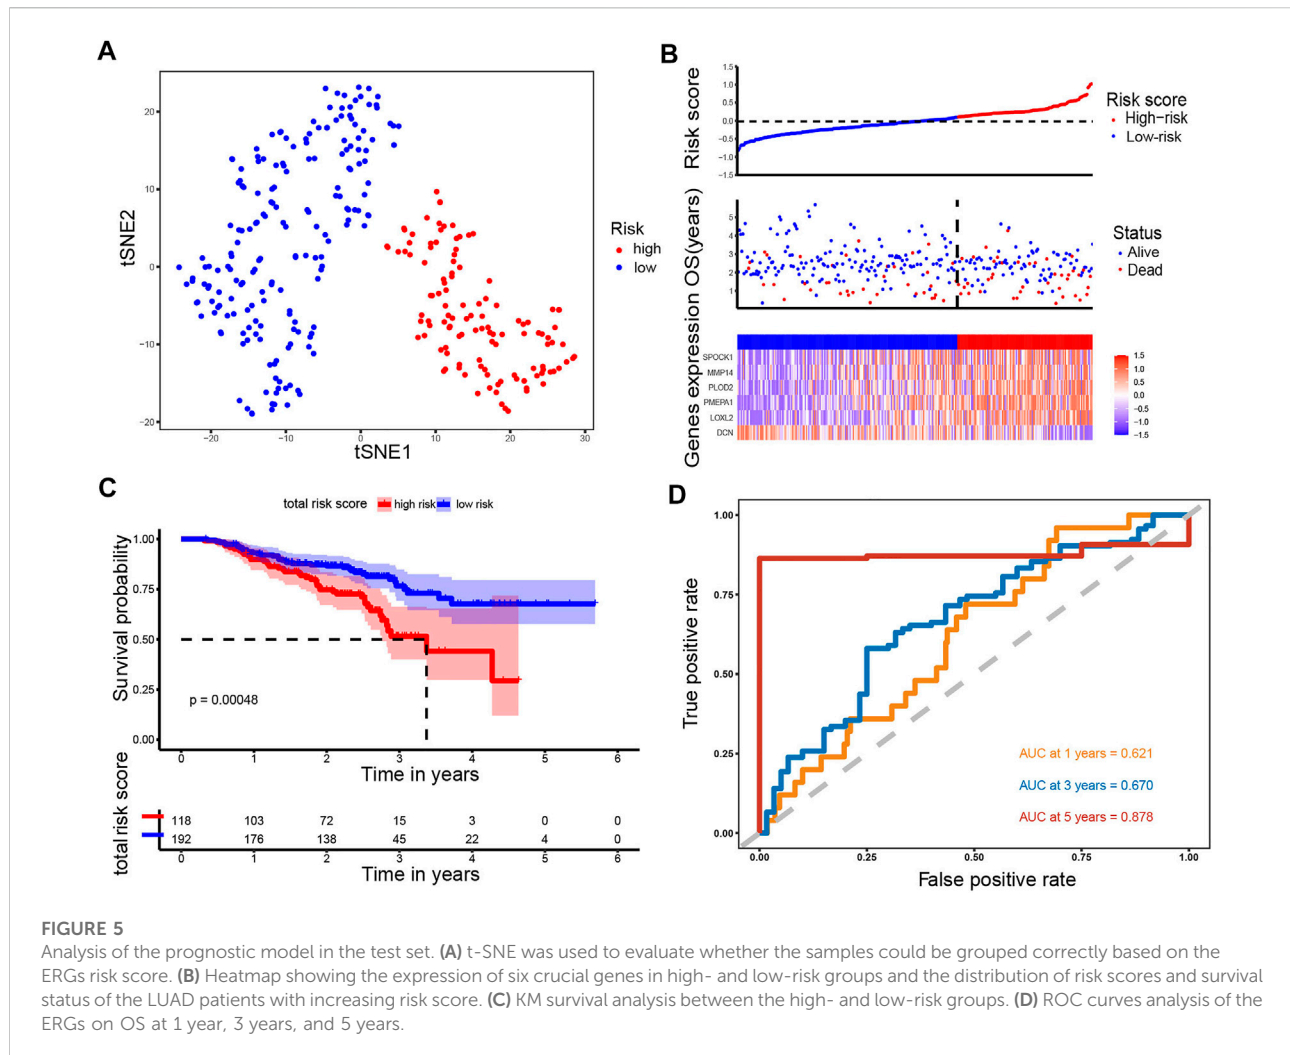 A
20
10
0
−10
−20
tSNE2
−20
−10
0
10
20
30
tSNE1
Risk
high
low
B
Risk score
1.5
1.0
0.5
0.0
−0.5
−1.0
−1.5
Risk score
High−risk
Low-risk
OS(years)
5
4
3
2
1
Status
Alive
Dead
Genes expression
SPOCK1
MMP14
PLOD2
PMEPA1
LOXL2
DCN
1.5
1.0
0.5
0.0
−0.5
−1.0
−1.5
C
total risk score high risk low risk
Survival probability
1.00
0.75
0.50
0.25
0.00
p = 0.00048
0 1 2 3 4 5 6
Time in years
total risk score
118 103 72 15 3 0 0
192 176 138 45 22 4 0
0 1 2 3 4 5 6
Time in years
D
True positive rate
1.00
0.75
0.50
0.25
0.00
AUC at 1 years = 0.621
AUC at 3 years = 0.670
AUC at 5 years = 0.878
0.00 0.25 0.50 0.75 1.00
False positive rate
FIGURE 5
Analysis of the prognostic model in the test set. (A) t-SNE was used to evaluate whether the samples could be grouped correctly based on the
ERGs risk score. (B) Heatmap showing the expression of six crucial genes in high- and low-risk groups and the distribution of risk scores and survival
status of the LUAD patients with increasing risk score. (C) KM survival analysis between the high- and low-risk groups. (D) ROC curves analysis of the
ERGs on OS at 1 year, 3 years, and 5 years.